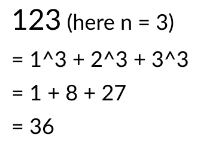 123 (here n = 3)
= 1^3 + 2^3 + 3^3
= 1 + 8 + 27
= 36